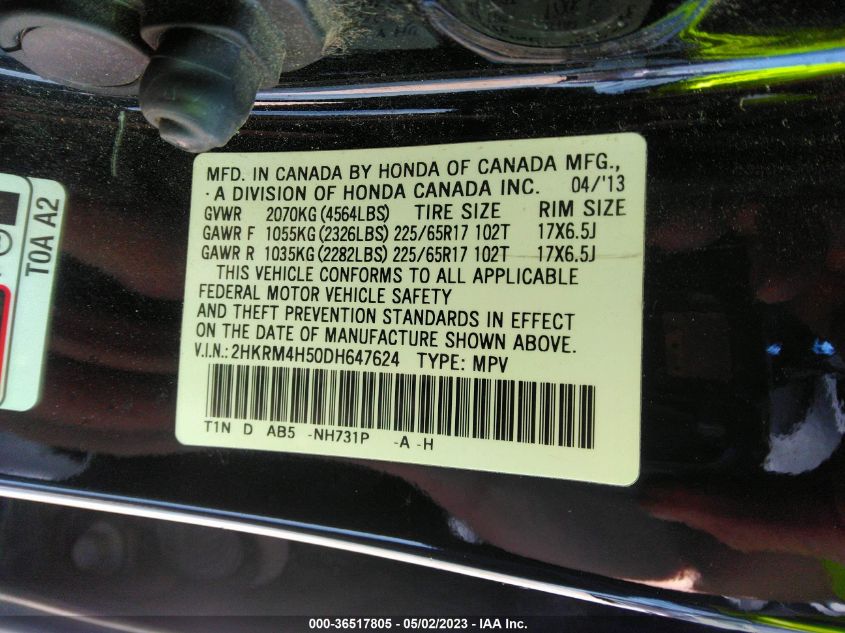 MFD. IN CANADA BY HONDA OF CANADA MFG.,
A DIVISION OF HONDA CANADA INC. 04/'13
GVWR 2070KG (4564LBS) TIRE SIZE RIM SIZE
GAWR F 1055KG (2326LBS) 225/65R17 102T 17X6.5J
GAWR R 1035KG (2282LBS) 225/65R17 102T 17X6.5J
THIS VEHICLE CONFORMS TO ALL APPLICABLE
FEDERAL MOTOR VEHICLE SAFETY
AND THEFT PREVENTION STANDARDS IN EFFECT
ON THE DATE OF MANUFACTURE SHOWN ABOVE.
V.I.N.: 2HKRM4H50DH647624 TYPE: MPV
T1N D AB5 -NH731P -A -H
T0A A2
000-36517805 - 05/02/2023 - IAA Inc.